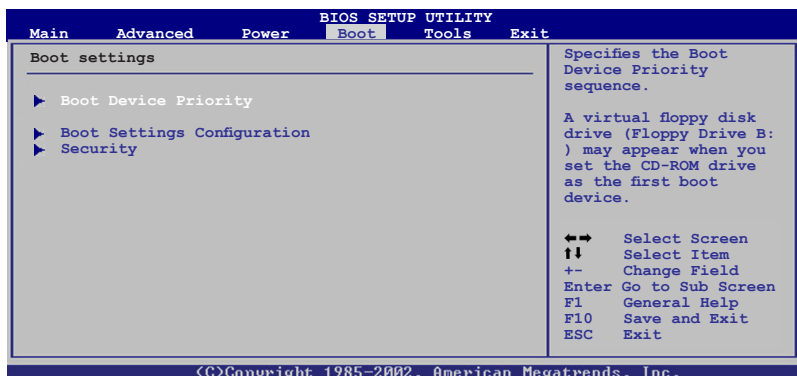 BIOS SETUP UTILITY
Main Advanced Power Boot Tools Exit
Boot settings
Boot Device Priority
Boot Settings Configuration
Security
Specifies the Boot
Device Priority
sequence.
A virtual floppy disk
drive (Floppy Drive B:
) may appear when you
set the CD-ROM drive
as the first boot
device.
←→ Select Screen
↑↓ Select Item
+- Change Field
Enter Go to Sub Screen
F1 General Help
F10 Save and Exit
ESC Exit
(C)Copyright 1985-2002, American Megatrends, Inc.